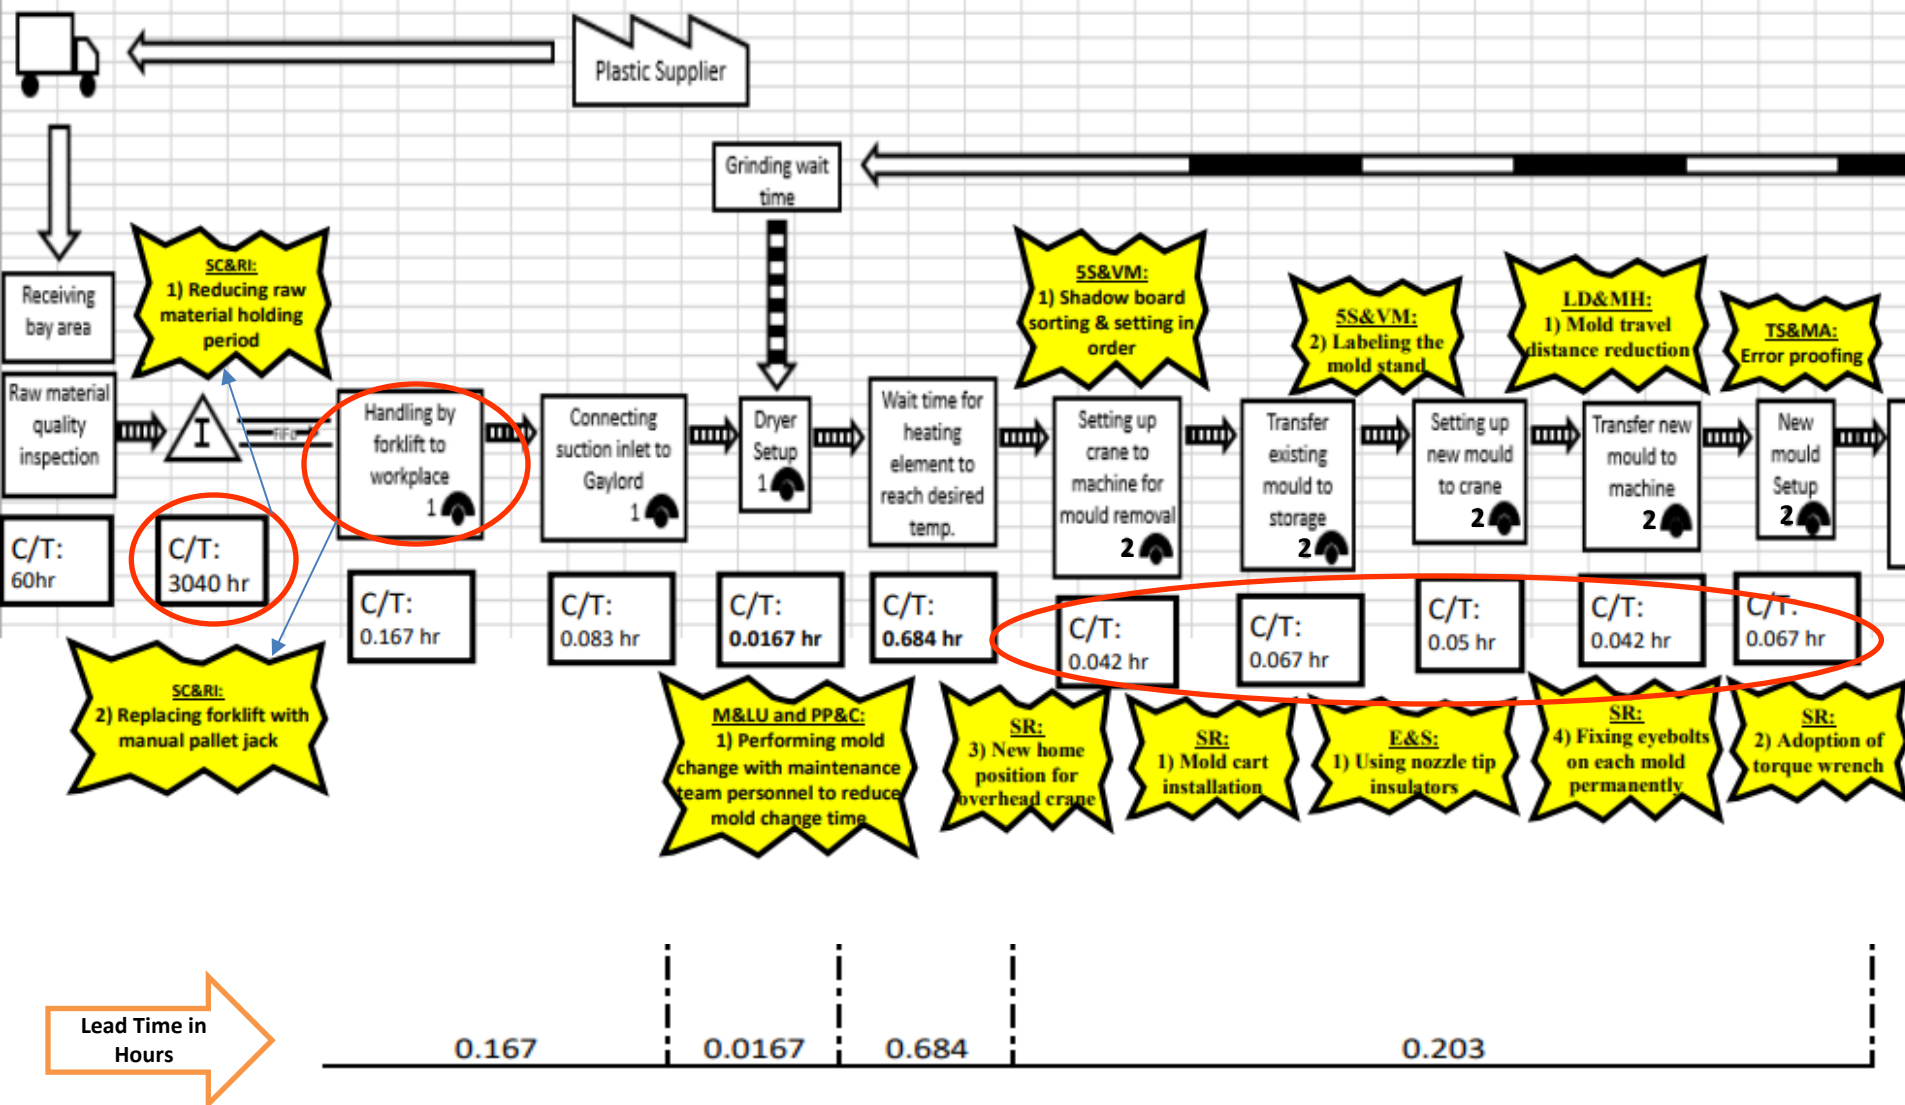 Plastic Supplier
Grinding wait
time
SC&RI:
1) Reducing raw
material holding
period
5S&VM:
1) Shadow board
sorting & setting in
order
5S&VM:
2) Labeling the
mold stand
LD&MH:
1) Mold travel
distance reduction
TS&MA:
Error proofing
Receiving
bay area
Raw material
quality
inspection
I
FIFO
Handling by
forklift to
workplace
1
Connecting
suction inlet to
Gaylord
1
Dryer
Setup
1
Wait time for
heating
element to
reach desired
temp.
Setting up
crane to
machine for
mould removal
2
Transfer
existing
mould to
storage
2
Setting up
new mould
to crane
2
Transfer new
mould to
machine
2
New
mould
Setup
2
C/T:
60hr
C/T:
3040 hr
C/T:
0.167 hr
C/T:
0.083 hr
C/T:
0.0167 hr
C/T:
0.684 hr
C/T:
0.042 hr
C/T:
0.067 hr
C/T:
0.05 hr
C/T:
0.042 hr
C/T:
0.067 hr
SC&RI:
2) Replacing forklift with
manual pallet jack
M&LU and PP&C:
1) Performing mold
change with maintenance
team personnel to reduce
mold change time
SR:
3) New home
position for
overhead crane
SR:
1) Mold cart
installation
E&S:
1) Using nozzle tip
insulators
SR:
4) Fixing eyebolts
on each mold
permanently
SR:
2) Adoption of
torque wrench
Lead Time in
Hours
0.167
0.0167
0.684
0.203